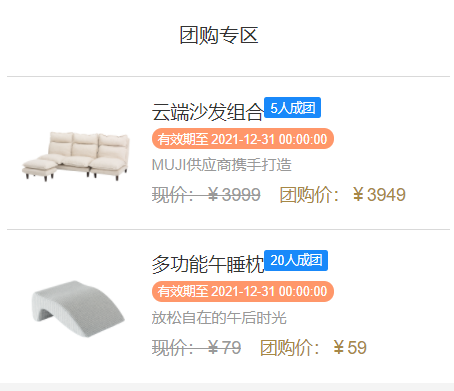 团购专区
云端沙发组合 5人成团
有效期至 2021-12-31 00:00:00
MUJI供应商携手打造
现价：￥3999 团购价：￥3949
多功能午睡枕 20人成团
有效期至 2021-12-31 00:00:00
放松自在的午后时光
现价：￥79 团购价：￥59